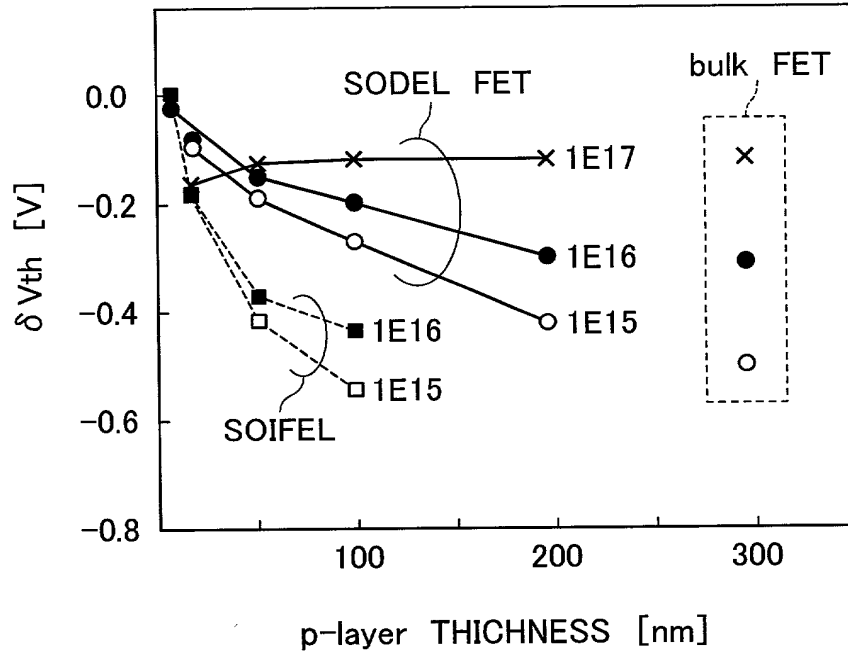 SODEL FET
bulk FET
0.0
−0.2
−0.4
−0.6
−0.8
δVth [V]
1E17
1E16
1E15
1E16
1E15
SOIFEL
100
200
300
p-layer THICHNESS [nm]